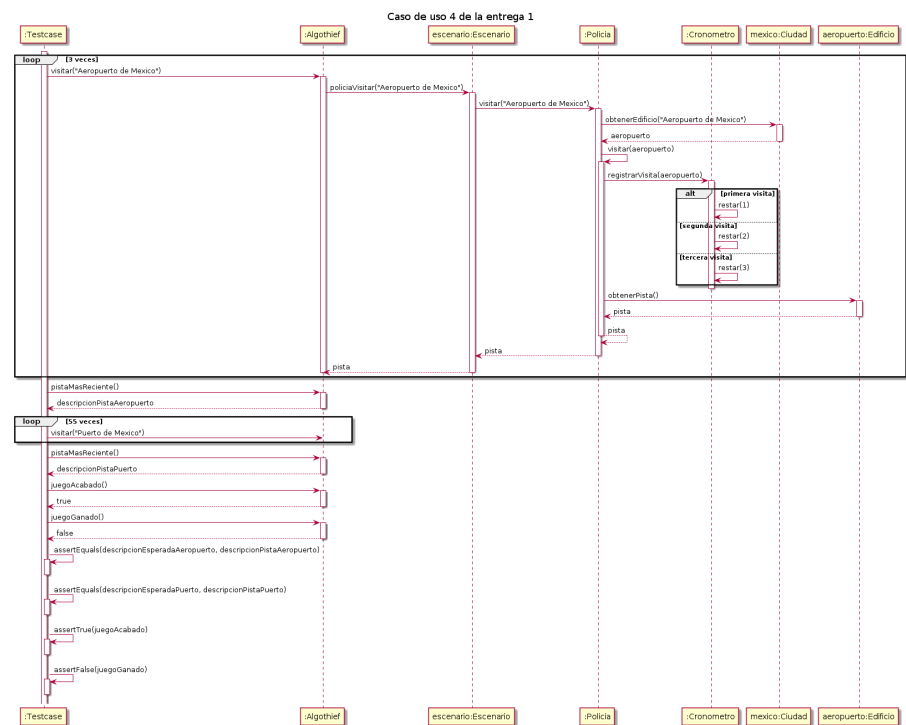 Caso de uso 4 de la entrega 1
:Testcase :Algothief escenario:Escenario :Policia :Cronometro mexico:Ciudad aeropuerto:Edificio
loop [3 veces]
visitar("Aeropuerto de Mexico")
policiaVisitar("Aeropuerto de Mexico")
visitar("Aeropuerto de Mexico")
obtenerEdificio("Aeropuerto de Mexico")
aeropuerto
visitar(aeropuerto)
registrarVisita(aeropuerto)
alt [primera visita]
restar(1)
[segunda visita]
restar(2)
[tercera visita]
restar(3)
obtenerPista()
pista
pista
pista
pista
pistaMasReciente()
descripcionPistaAeropuerto
loop [55 veces]
visitar("Puerto de Mexico")
pistaMasReciente()
descripcionPistaPuerto
juegoAcabado()
true
juegoGanado()
false
assertEquals(descripcionEsperadaAeropuerto, descripcionPistaAeropuerto)
assertEquals(descripcionEsperadaPuerto, descripcionPistaPuerto)
assertTrue(juegoAcabado)
assertFalse(juegoGanado)
:Testcase :Algothief escenario:Escenario :Policia :Cronometro mexico:Ciudad aeropuerto:Edificio